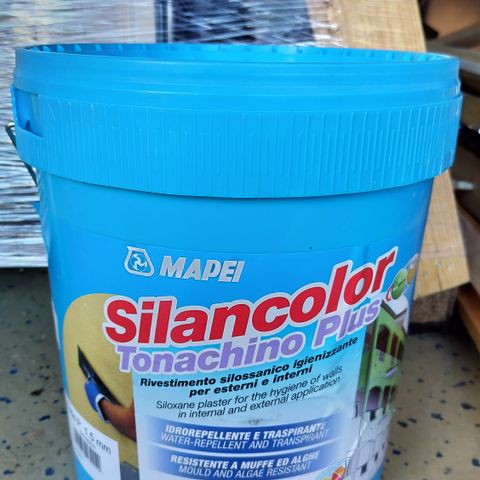 MAPEI
Silancolor
Tonachino Plus
Rivestimento silossanico igienizzante
per esterni e interni
Siloxane plaster for the hygiene of walls
in internal and external application
IDROREPELLENTE E TRASPIRANTE
WATER-REPELLENT AND TRANSPIRANT
RESISTENTE A MUFFE ED ALGHE
MOULD AND ALGAE RESISTANT
mm